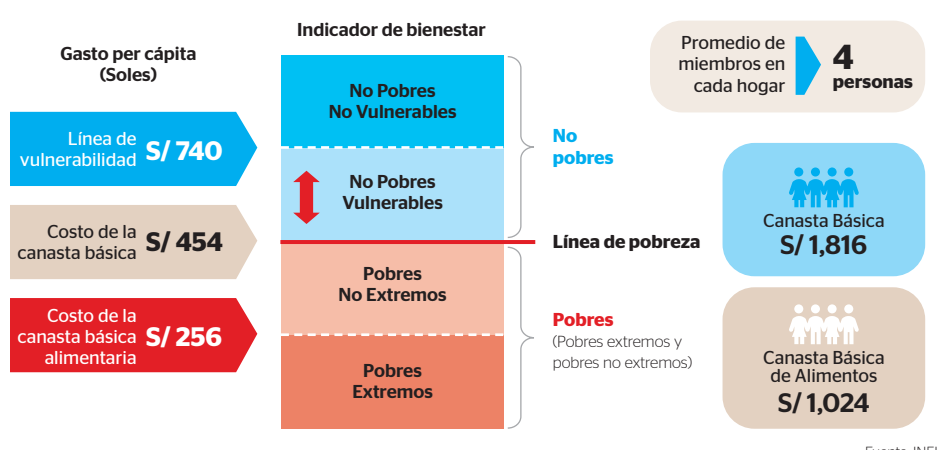 Gasto per cápita
(Soles)
Línea de
vulnerabilidad
S/ 740
Costo de la
canasta básica
S/ 454
Costo de la
canasta básica
alimentaria
S/ 256
Indicador de bienestar
No Pobres
No Vulnerables
No Pobres
Vulnerables
Pobres
No Extremos
Pobres
Extremos
No
pobres
Línea de pobreza
Pobres
(Pobres extremos y
pobres no extremos)
Promedio de
miembros en
cada hogar
4
personas
Canasta Básica
S/ 1,816
Canasta Básica
de Alimentos
S/ 1,024